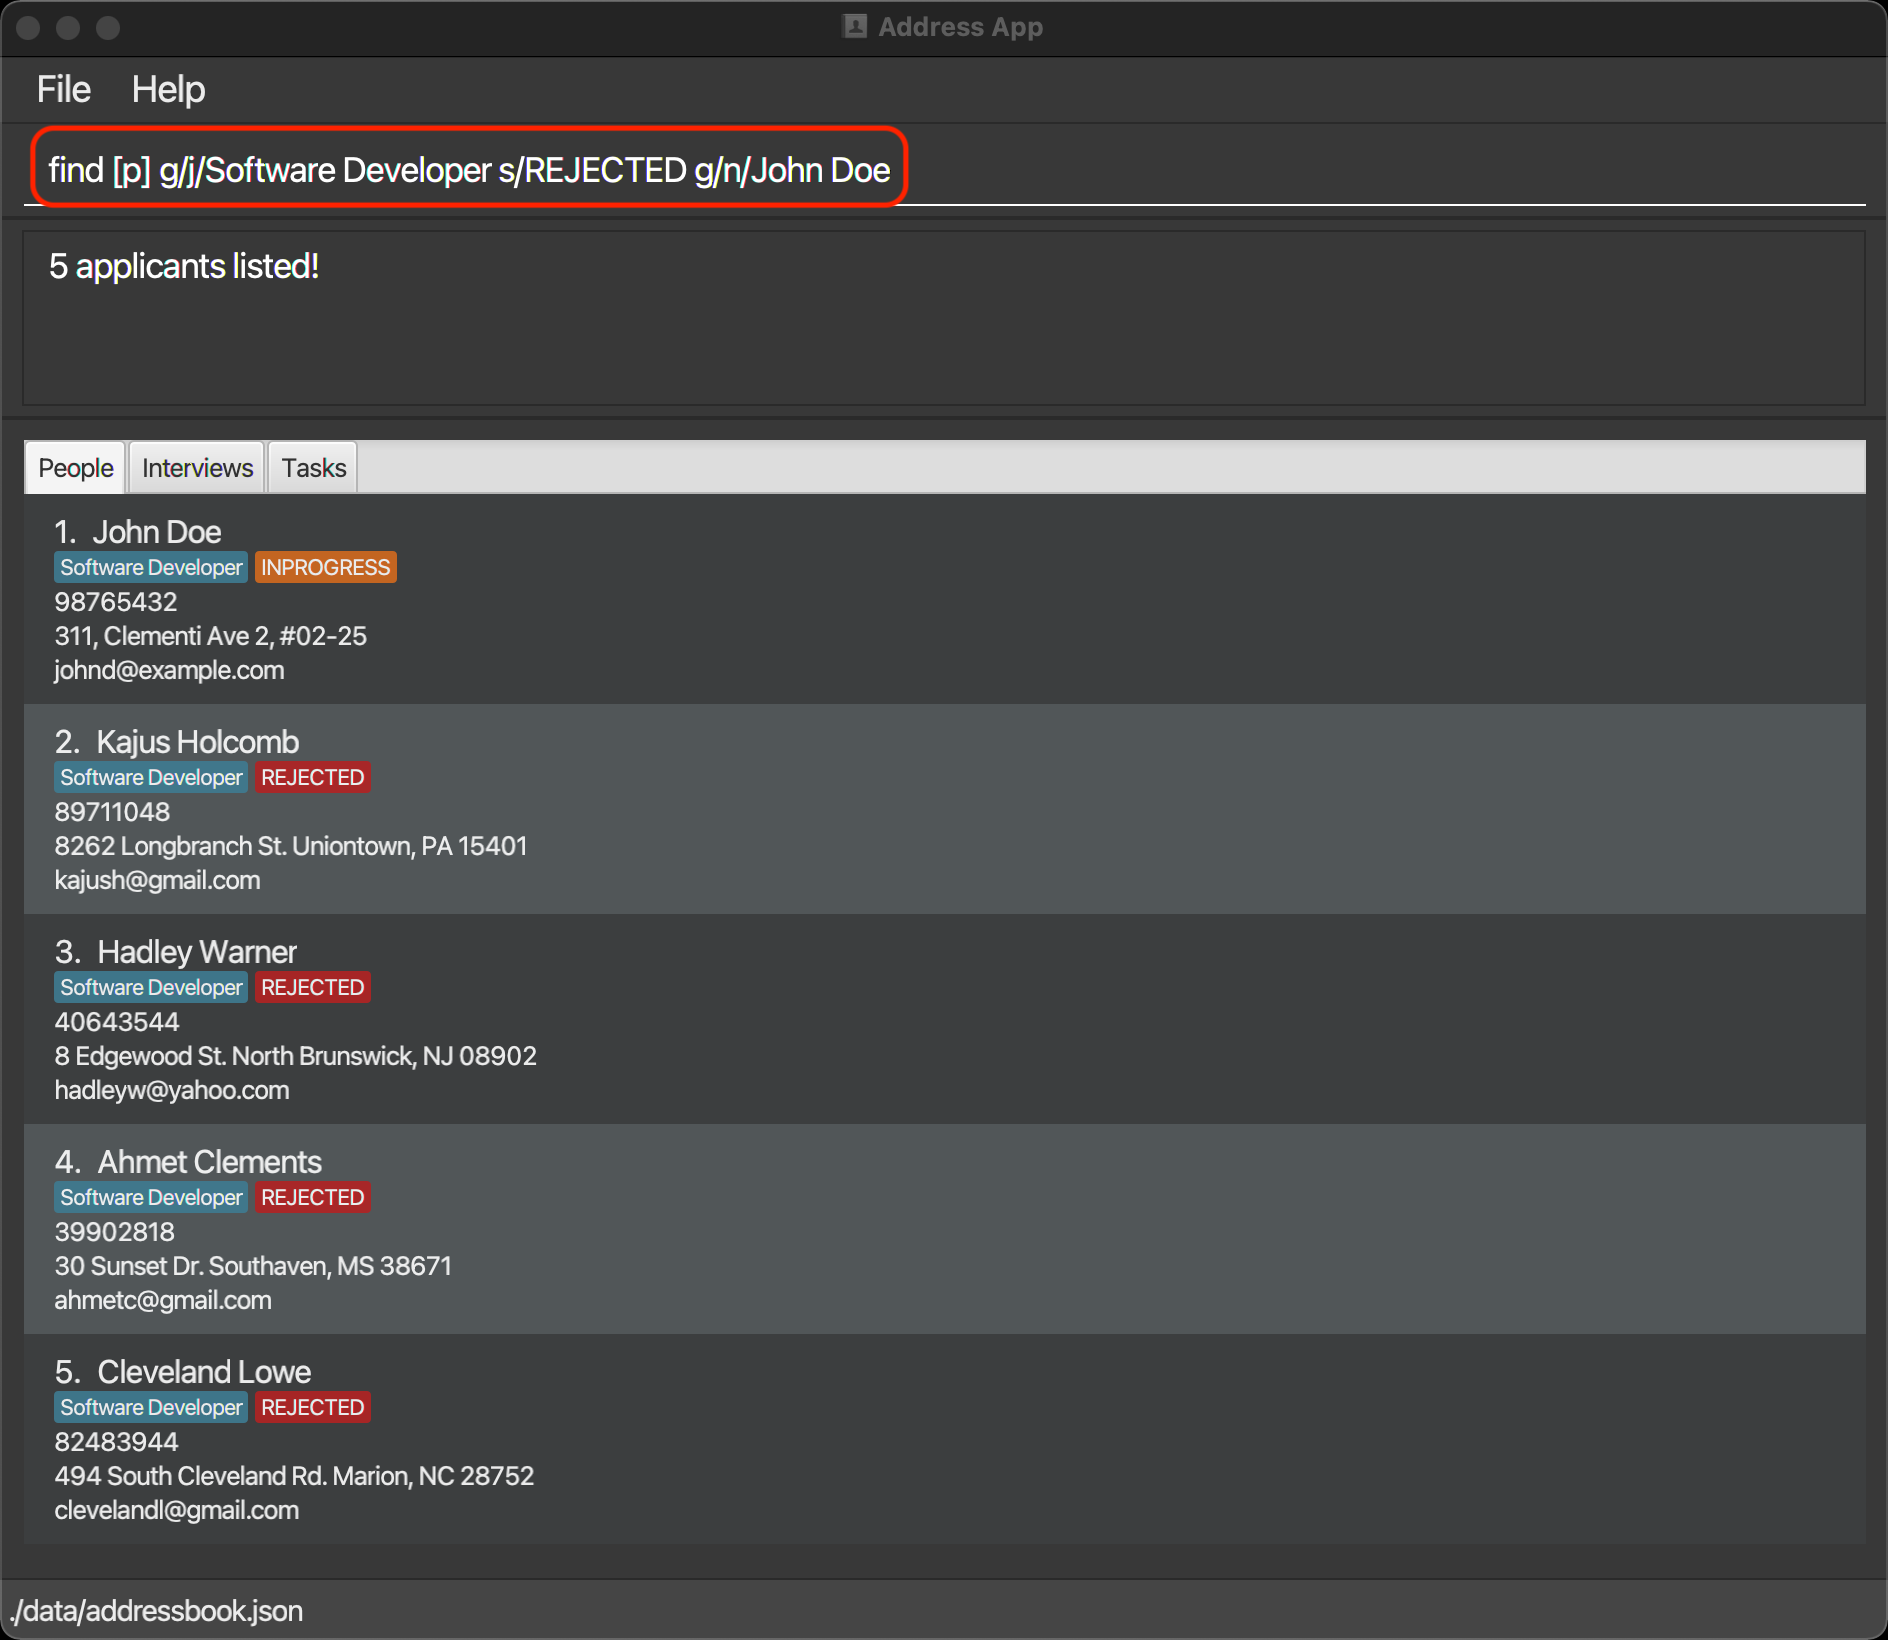 Address App
File Help
find [p] g/j/Software Developer s/REJECTED g/n/John Doe
5 applicants listed!
People Interviews Tasks
1. John Doe
Software Developer INPROGRESS
98765432
311, Clementi Ave 2, #02-25
johnd@example.com
2. Kajus Holcomb
Software Developer REJECTED
89711048
8262 Longbranch St. Uniontown, PA 15401
kajush@gmail.com
3. Hadley Warner
Software Developer REJECTED
40643544
8 Edgewood St. North Brunswick, NJ 08902
hadleyw@yahoo.com
4. Ahmet Clements
Software Developer REJECTED
39902818
30 Sunset Dr. Southaven, MS 38671
ahmetc@gmail.com
5. Cleveland Lowe
Software Developer REJECTED
82483944
494 South Cleveland Rd. Marion, NC 28752
clevelandl@gmail.com
./data/addressbook.json